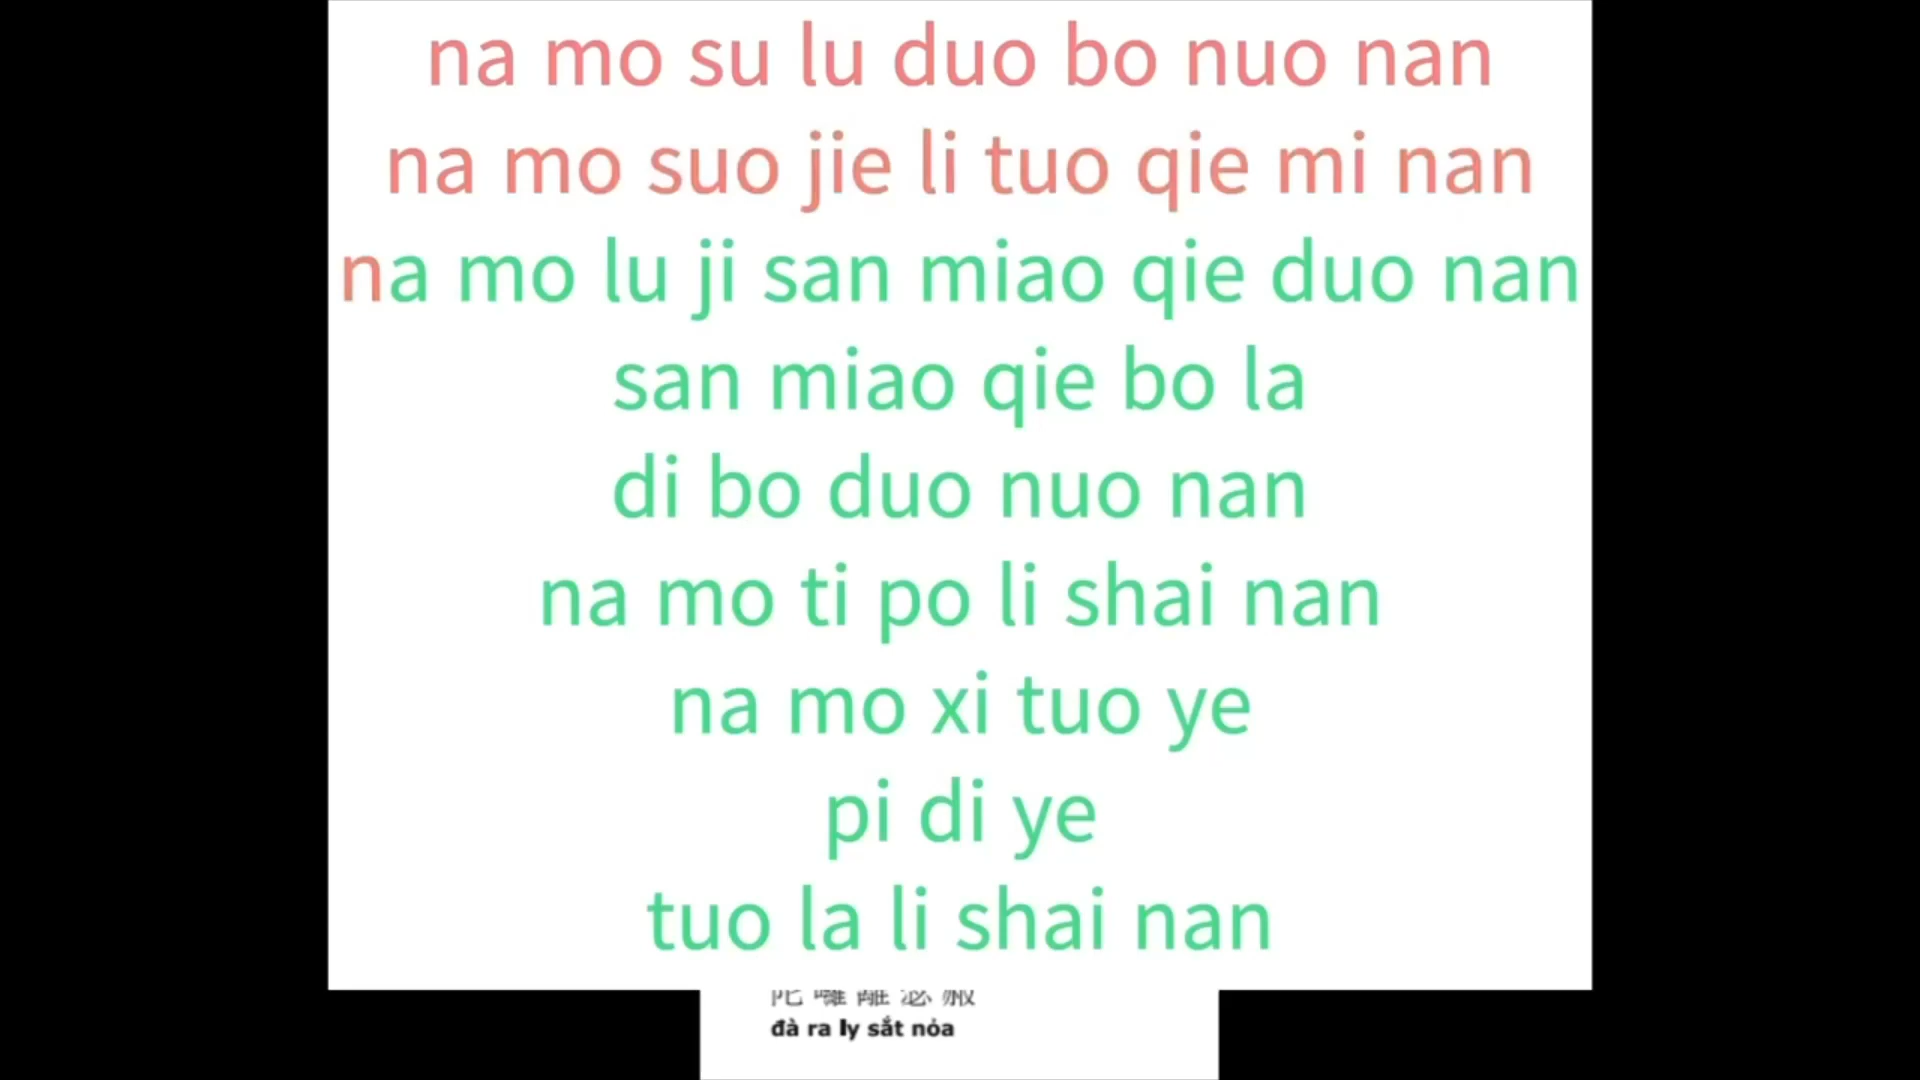 na mo su lu duo bo nuo nan
na mo suo jie li tuo qie mi nan
na mo lu ji san miao qie duo nan
san miao qie bo la
di bo duo nuo nan
na mo ti po li shai nan
na mo xi tuo ye
pi di ye
tuo la li shai nan
đà ra ly sắt nỏa